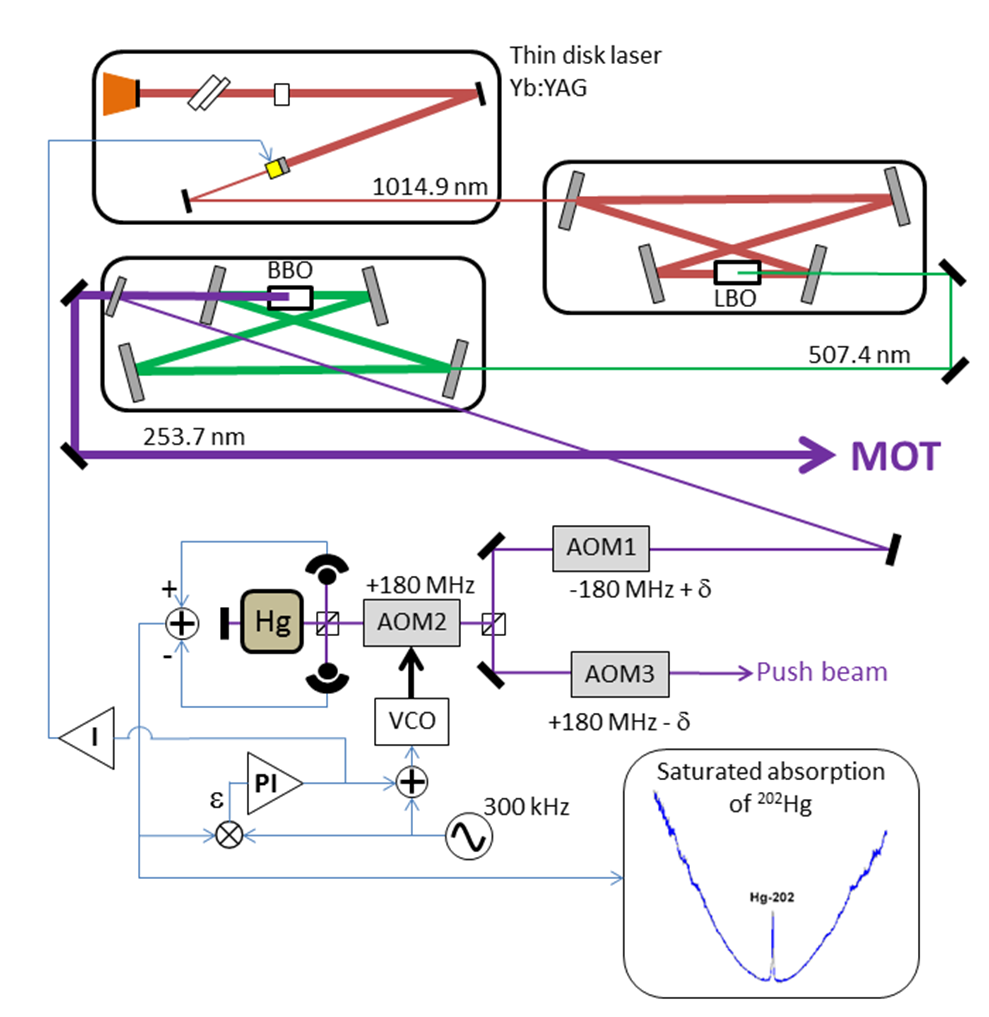 Thin disk laser
Yb:YAG
1014.9 nm
LBO
BBO
507.4 nm
253.7 nm
MOT
AOM1
-180 MHz + δ
+180 MHz
AOM2
Hg
+
+
-
AOM3
Push beam
+180 MHz - δ
VCO
I
PI
+
ε
300 kHz
Saturated absorption
of ²⁰²Hg
Hg-202